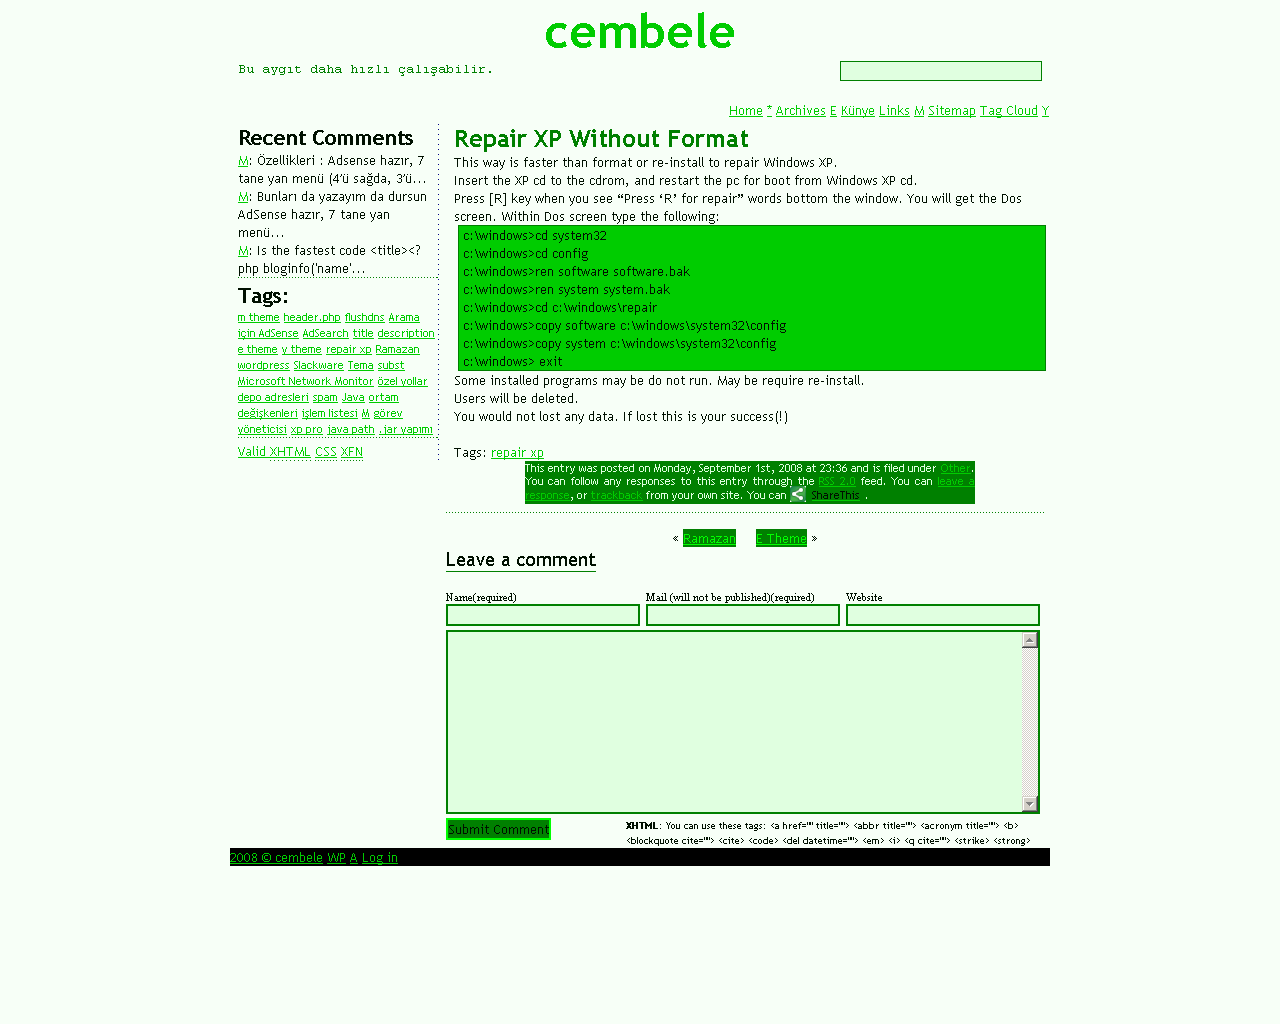 cembele
Bu aygıt daha hızlı çalışabilir.
Home * Archives E Künye Links M Sitemap Tag Cloud Y
Recent Comments
M: Özellikleri : Adsense hazır, 7
tane yan menü (4'ü sağda, 3'ü...
M: Bunları da yazayım da dursun
AdSense hazır, 7 tane yan
menü...
M: Is the fastest code <title><?
php bloginfo('name'...
Tags:
m theme header.php flushdns Arama
için AdSense AdSearch title description
e theme y theme repair xp Ramazan
wordpress Slackware Tema subst
Microsoft Network Monitor özel yollar
depo adresleri spam Java ortam
değişkenleri işlem listesi M görev
yöneticisi xp pro java path .jar yapımı
Valid XHTML CSS XFN
Repair XP Without Format
This way is faster than format or re-install to repair Windows XP.
Insert the XP cd to the cdrom, and restart the pc for boot from Windows XP cd.
Press [R] key when you see “Press ‘R’ for repair” words bottom the window. You will get the Dos
screen. Within Dos screen type the following:
c:\windows>cd system32
c:\windows>cd config
c:\windows>ren software software.bak
c:\windows>ren system system.bak
c:\windows>cd c:\windows\repair
c:\windows>copy software c:\windows\system32\config
c:\windows>copy system c:\windows\system32\config
c:\windows> exit
Some installed programs may be do not run. May be require re-install.
Users will be deleted.
You would not lost any data. If lost this is your success(!)
Tags: repair xp
This entry was posted on Monday, September 1st, 2008 at 23:36 and is filed under Other.
You can follow any responses to this entry through the RSS 2.0 feed. You can leave a
response, or trackback from your own site. You can ShareThis .
« Ramazan E Theme »
Leave a comment
Name(required) Mail (will not be published)(required) Website
Submit Comment
XHTML: You can use these tags: <a href="" title=""> <abbr title=""> <acronym title=""> <b>
<blockquote cite=""> <cite> <code> <del datetime=""> <em> <i> <q cite=""> <strike> <strong>
2008 © cembele WP A Log in